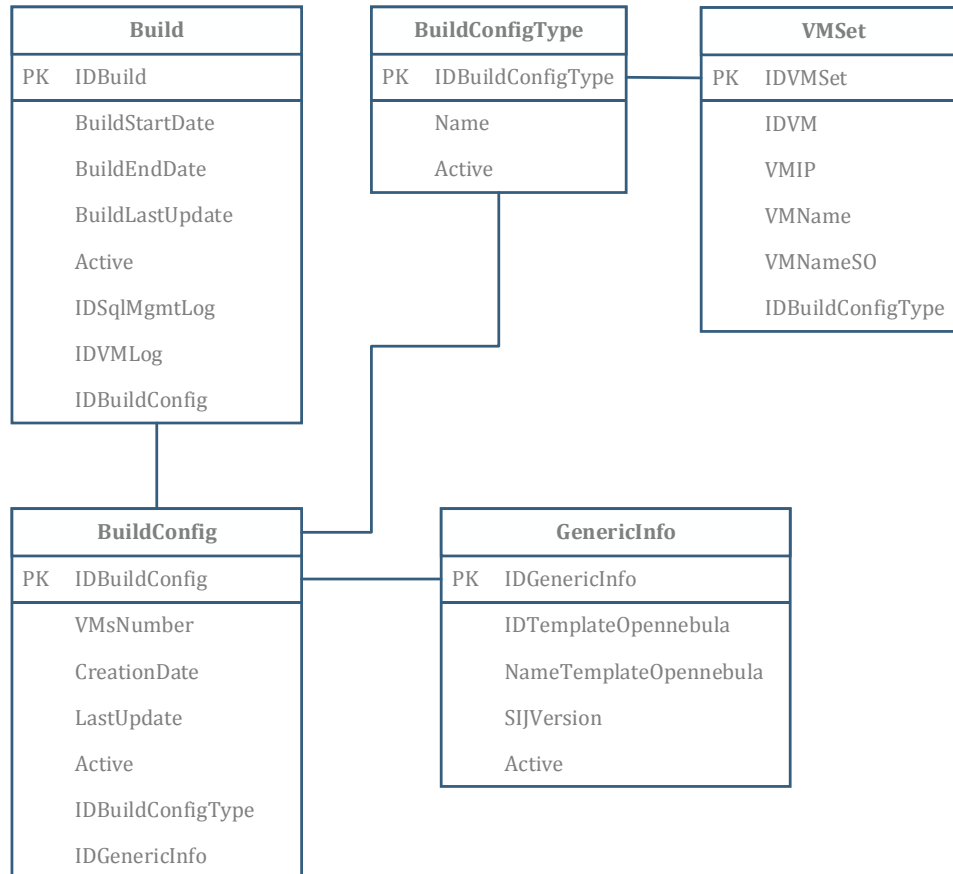 Build
PK IDBuild
BuildStartDate
BuildEndDate
BuildLastUpdate
Active
IDSqlMgmtLog
IDVMLog
IDBuildConfig
BuildConfigType
PK IDBuildConfigType
Name
Active
VMSet
PK IDVMSet
IDVM
VMIP
VMName
VMNameSO
IDBuildConfigType
BuildConfig
PK IDBuildConfig
VMsNumber
CreationDate
LastUpdate
Active
IDBuildConfigType
IDGenericInfo
GenericInfo
PK IDGenericInfo
IDTemplateOpennebula
NameTemplateOpennebula
SIJVersion
Active